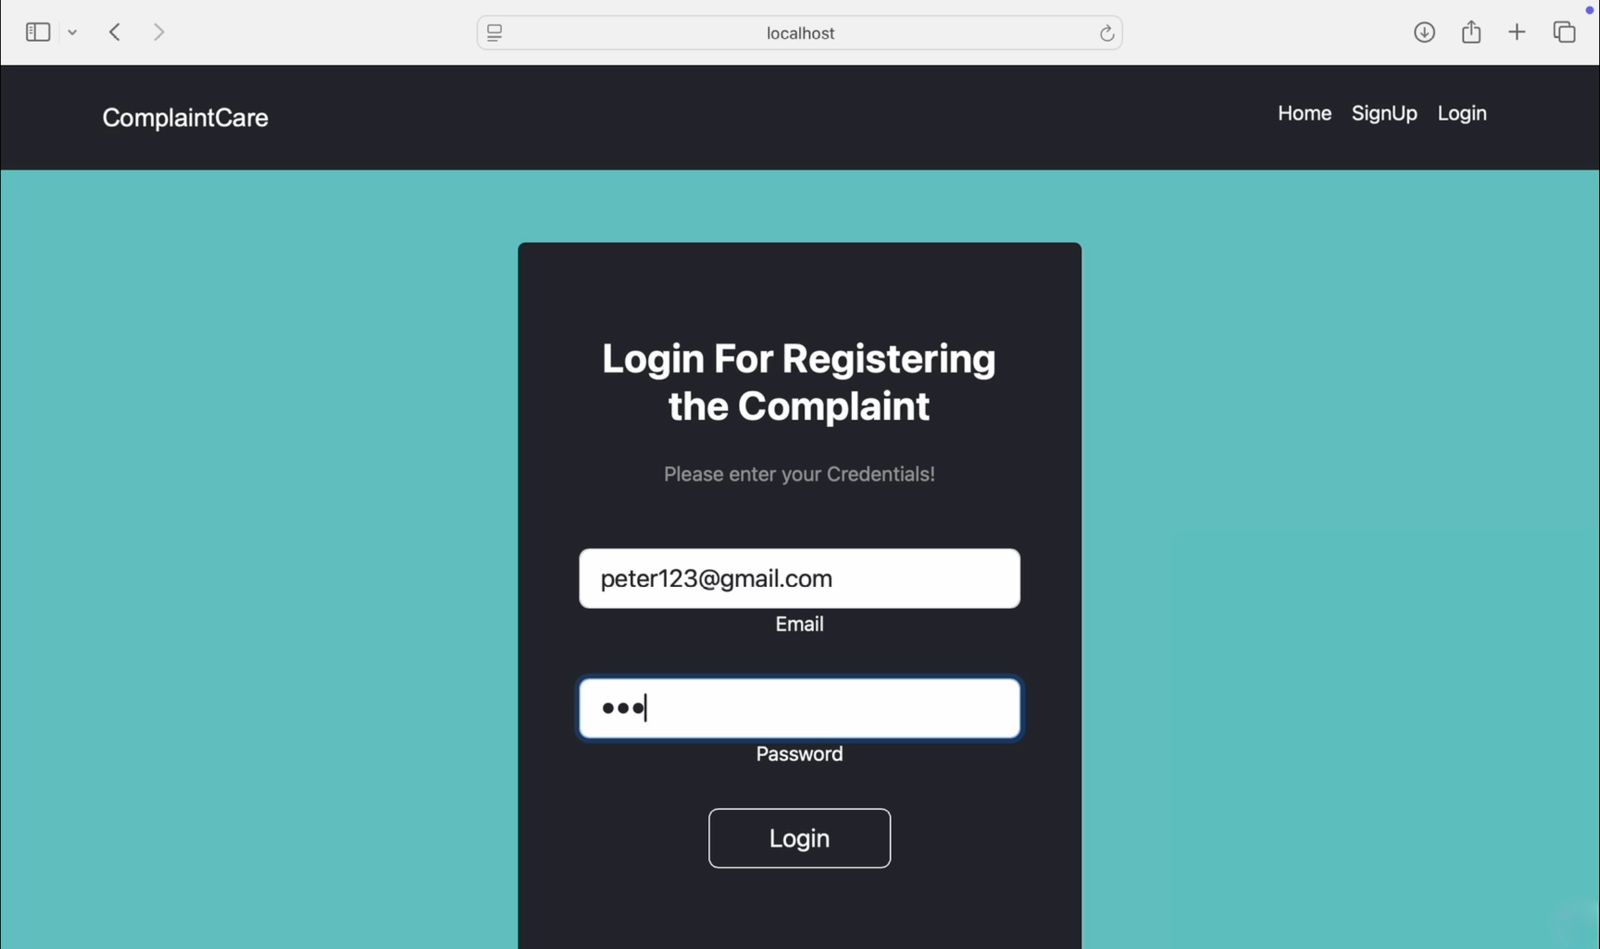 localhost
ComplaintCare
Home SignUp Login
Login For Registering
the Complaint
Please enter your Credentials!
peter123@gmail.com
Email
•••
Password
Login